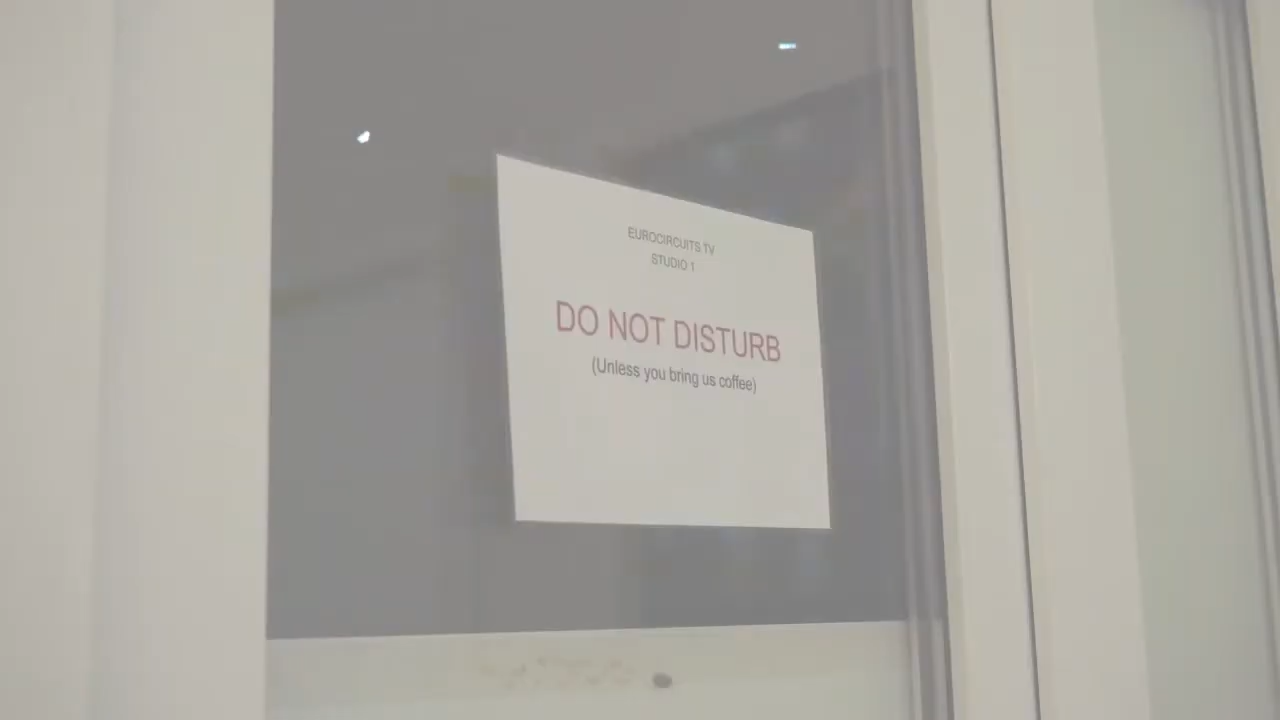 EUROCIRCUITS TV
STUDIO 1
DO NOT DISTURB
(Unless you bring us coffee)